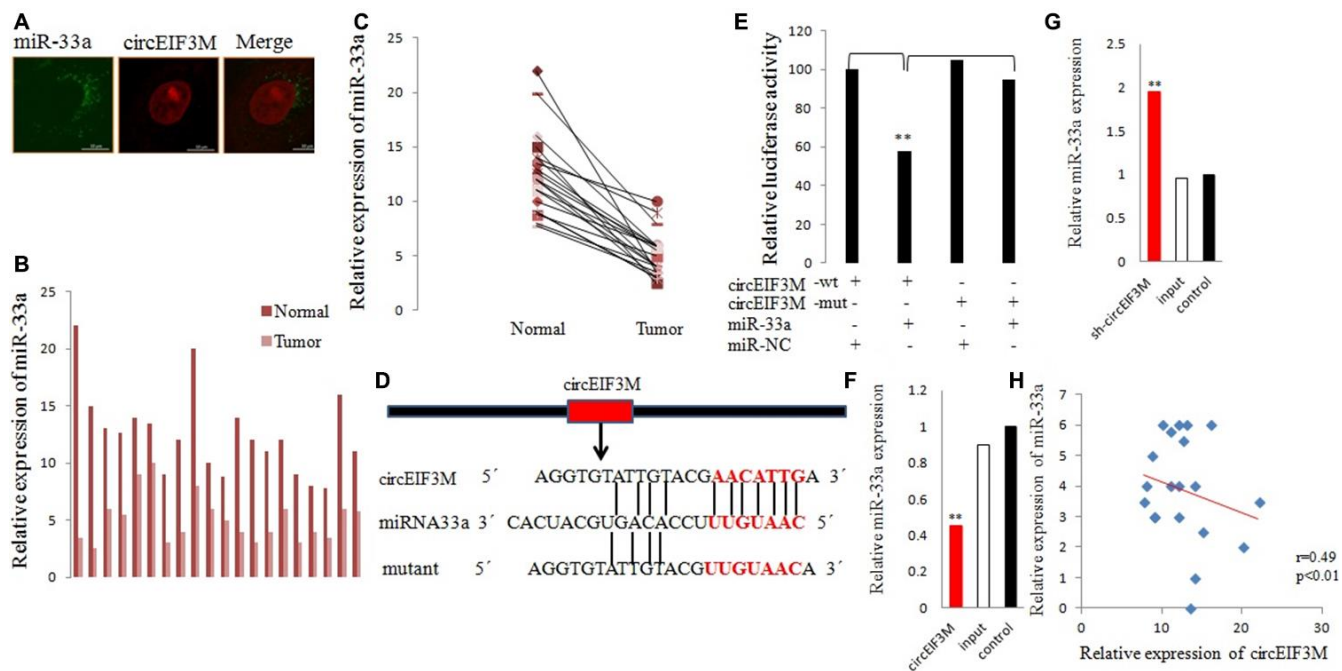 A
miR-33a circEIF3M Merge
B
Relative expression of miR-33a
25
20
15
10
5
0
Normal
Tumor
C
Relative expression of miR-33a
25
20
15
10
5
0
Normal Tumor
D
circEIF3M
circEIF3M 5´ AGGTGTATTGTACGAACATTGA 3´
miRNA33a 3´ CACUACGUGACACCUUUGUAAC 5´
mutant 5´ AGGTGTATTGTACGUUGUAACA 3´
E
Relative luciferase activity
120
100
80
60
40
20
0
**
circEIF3M -wt + + - -
circEIF3M -mut - - + +
miR-33a - + - +
miR-NC + - + -
F
Relative miR-33a expression
1.2
1
0.8
0.6
0.4
0.2
0
**
circEIF3M input control
G
Relative miR-33a expression
2.5
2
1.5
1
0.5
0
**
sh-circEIF3M input control
H
Relative expression of miR-33a
7
6
5
4
3
2
1
0
r=0.49
p<0.01
0 10 20 30
Relative expression of circEIF3M